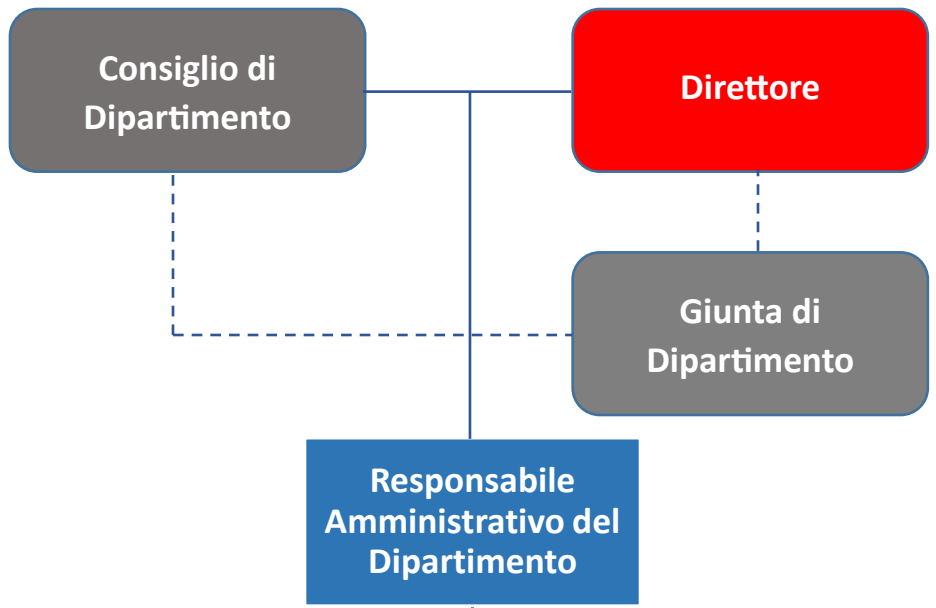 Consiglio di
Dipartimento
Direttore
Giunta di
Dipartimento
Responsabile
Amministrativo del
Dipartimento